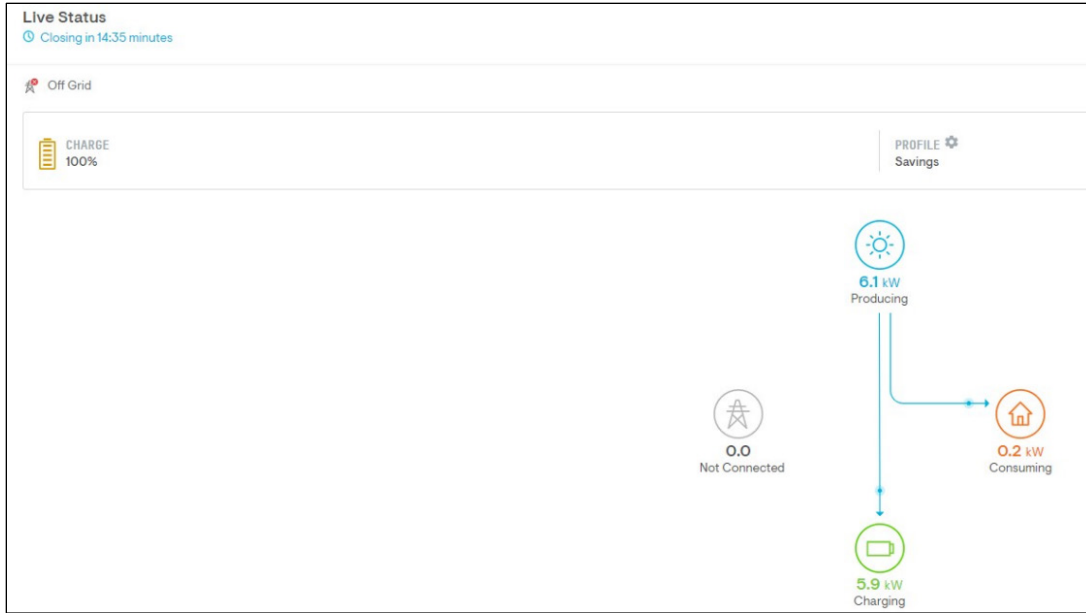 Live Status
Closing in 14:35 minutes
Off Grid
CHARGE
100%
PROFILE
Savings
6.1 kW
Producing
0.0
Not Connected
0.2 kW
Consuming
5.9 kW
Charging